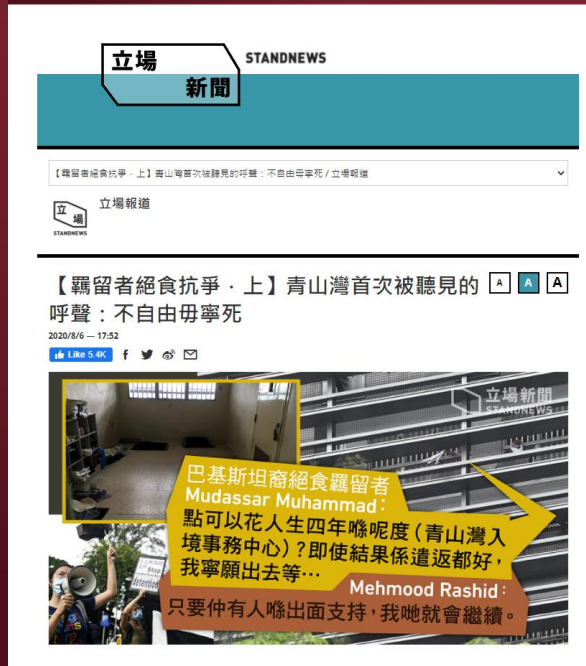 立場
新聞
STANDNEWS
【羈留者絕食抗爭．上】青山灣首次被聽見的呼聲：不自由毋寧死 / 立場報道
立場
STANDNEWS
立場報道
【羈留者絕食抗爭．上】青山灣首次被聽見的
呼聲：不自由毋寧死
A A A
2020/8/6 — 17:52
Like 5.4K
立場新聞
STANDNEWS
巴基斯坦裔絕食羈留者
Mudassar Muhammad：
點可以花人生四年喺呢度（青山灣入
境事務中心）？即使結果係遣返都好，
我寧願出去等…
Mehmood Rashid：
只要仲有人喺出面支持，我哋就會繼續。